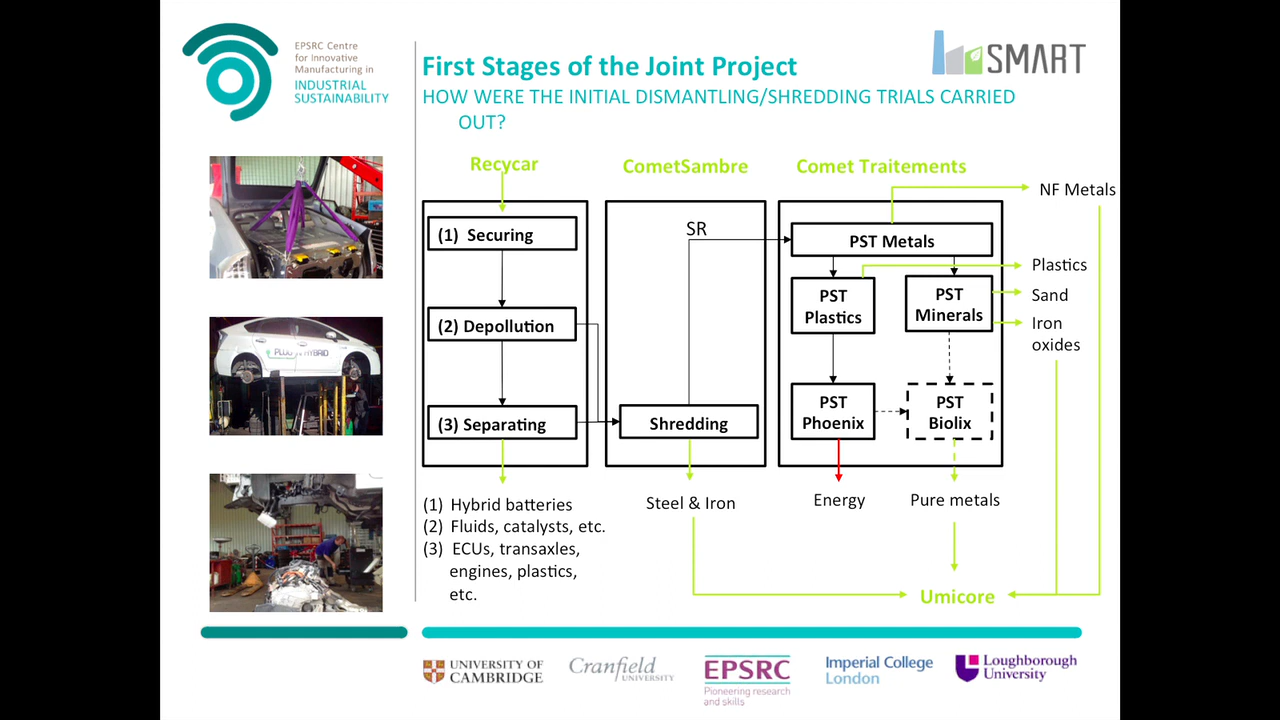 EPSRC Centre
for Innovative
Manufacturing in
INDUSTRIAL
SUSTAINABILITY
SMART
First Stages of the Joint Project
HOW WERE THE INITIAL DISMANTLING/SHREDDING TRIALS CARRIED
OUT?
Recycar
CometSambre
Comet Traitements
NF Metals
(1) Securing
SR
PST Metals
Plastics
PST
Plastics
PST
Minerals
Sand
Iron
oxides
(2) Depollution
PLUG-IN HYBRID
(3) Separating
Shredding
PST
Phoenix
PST
Biolix
(1) Hybrid batteries
(2) Fluids, catalysts, etc.
(3) ECUs, transaxles,
engines, plastics,
etc.
Steel & Iron
Energy
Pure metals
Umicore
UNIVERSITY OF
CAMBRIDGE
Cranfield
UNIVERSITY
EPSRC
Pioneering research
and skills
Imperial College
London
Loughborough
University